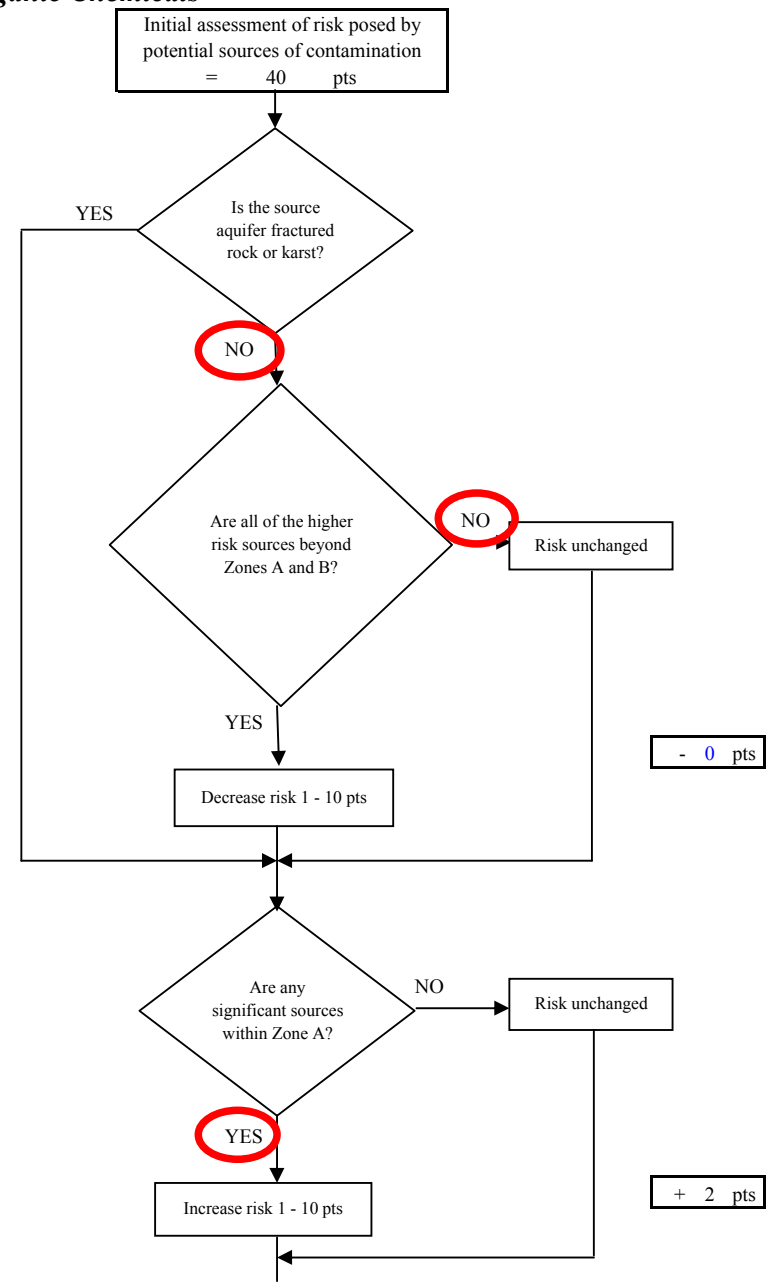 Chemicals
Initial assessment of risk posed by
potential sources of contamination
= 40 pts
Is the source
aquifer fractured
rock or karst?
YES
NO
Are all of the higher
risk sources beyond
Zones A and B?
NO
Risk unchanged
YES
- 0 pts
Decrease risk 1 - 10 pts
Are any
significant sources
within Zone A?
NO
Risk unchanged
YES
Increase risk 1 - 10 pts
+ 2 pts